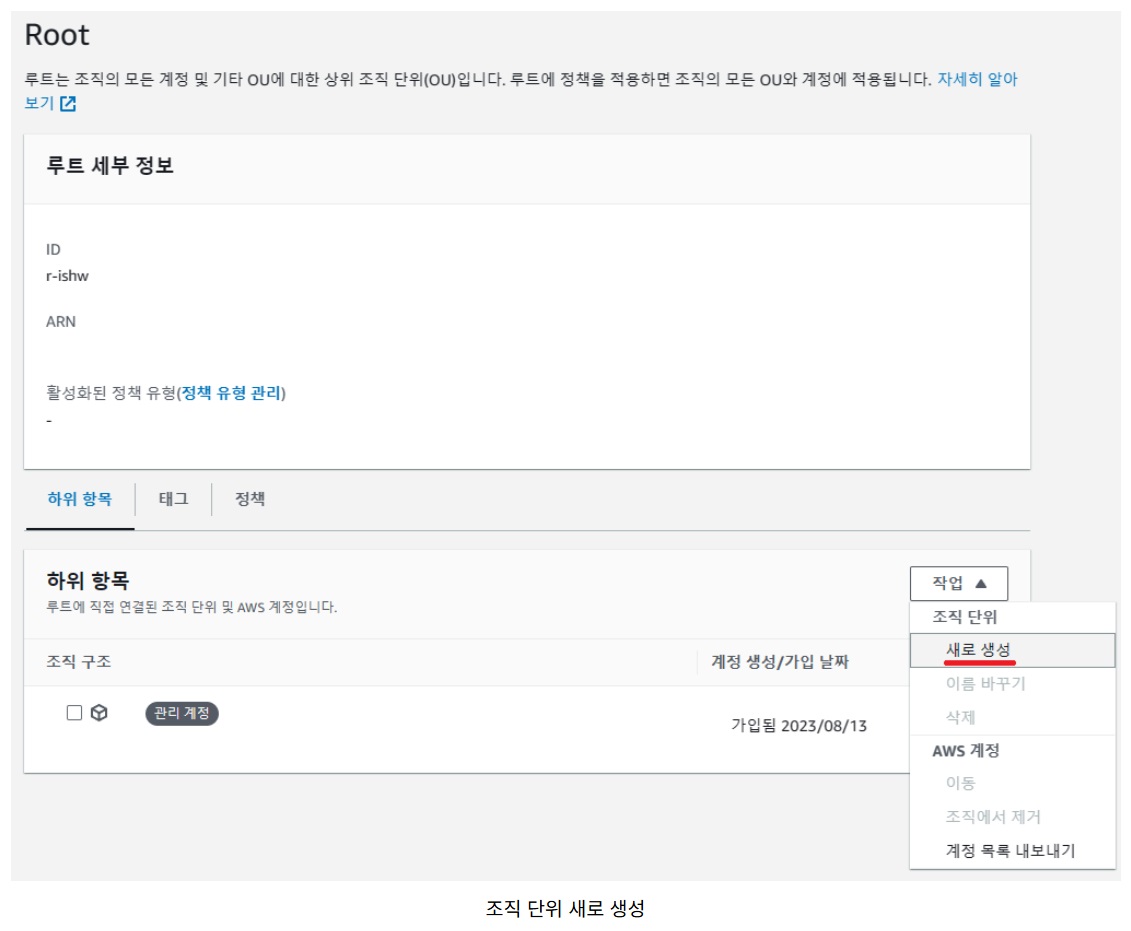 Root
루트는 조직의 모든 계정 및 기타 OU에 대한 상위 조직 단위(OU)입니다. 루트에 정책을 적용하면 조직의 모든 OU와 계정에 적용됩니다. 자세히 알아
보기
루트 세부 정보
ID
r-ishw
ARN
활성화된 정책 유형(정책 유형 관리)
-
하위 항목 태그 정책
하위 항목
루트에 직접 연결된 조직 단위 및 AWS 계정입니다.
작업
조직 단위
새로 생성
이름 바꾸기
삭제
AWS 계정
이동
조직에서 제거
계정 목록 내보내기
조직 구조 계정 생성/가입 날짜
관리 계정 가입됨 2023/08/13
조직 단위 새로 생성